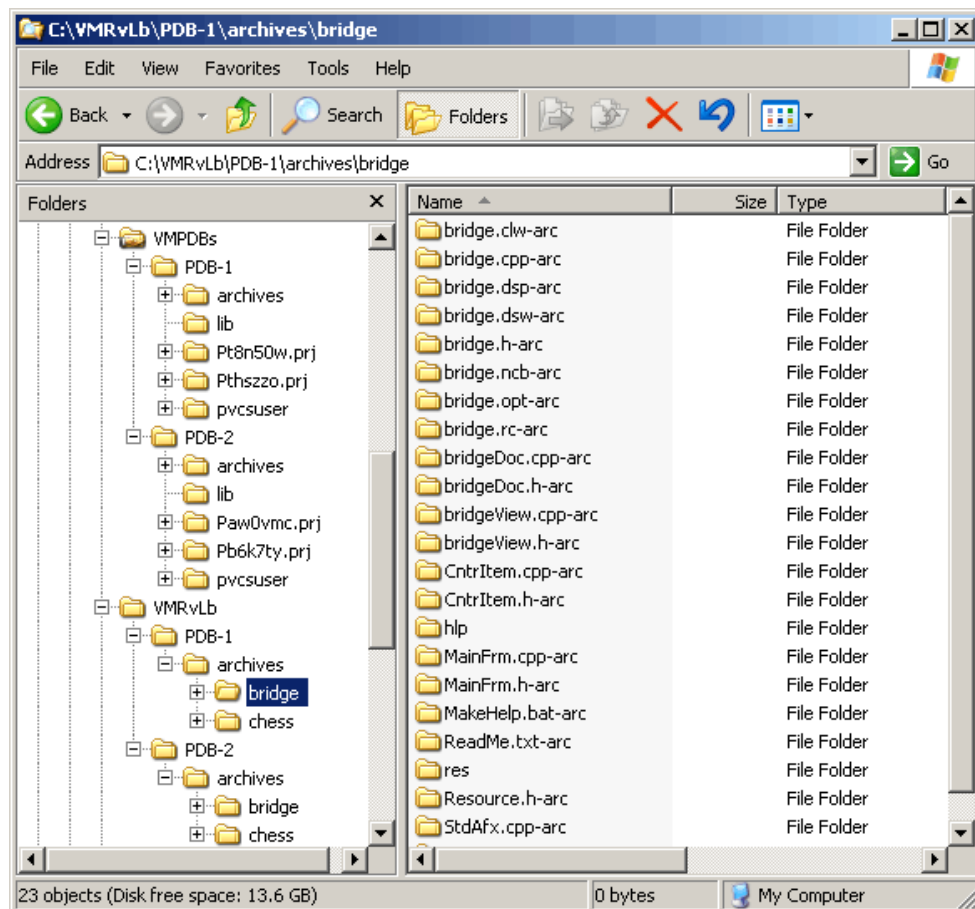 C:\VMRvLb\PDB-1\archives\bridge
File Edit View Favorites Tools Help
Back Search Folders
Address C:\VMRvLb\PDB-1\archives\bridge Go
Folders
VMPDBs
PDB-1
archives
lib
Pt8n50w.prj
Pthszzo.prj
pvcsuser
PDB-2
archives
lib
Paw0vmc.prj
Pb6k7ty.prj
pvcsuser
VMRvLb
PDB-1
archives
bridge
chess
PDB-2
archives
bridge
chess
Name Size Type
bridge.clw-arc File Folder
bridge.cpp-arc File Folder
bridge.dsp-arc File Folder
bridge.dsw-arc File Folder
bridge.h-arc File Folder
bridge.ncb-arc File Folder
bridge.opt-arc File Folder
bridge.rc-arc File Folder
bridgeDoc.cpp-arc File Folder
bridgeDoc.h-arc File Folder
bridgeView.cpp-arc File Folder
bridgeView.h-arc File Folder
CntrItem.cpp-arc File Folder
CntrItem.h-arc File Folder
hlp File Folder
MainFrm.cpp-arc File Folder
MainFrm.h-arc File Folder
MakeHelp.bat-arc File Folder
ReadMe.txt-arc File Folder
res File Folder
Resource.h-arc File Folder
StdAfx.cpp-arc File Folder
23 objects (Disk free space: 13.6 GB) 0 bytes My Computer